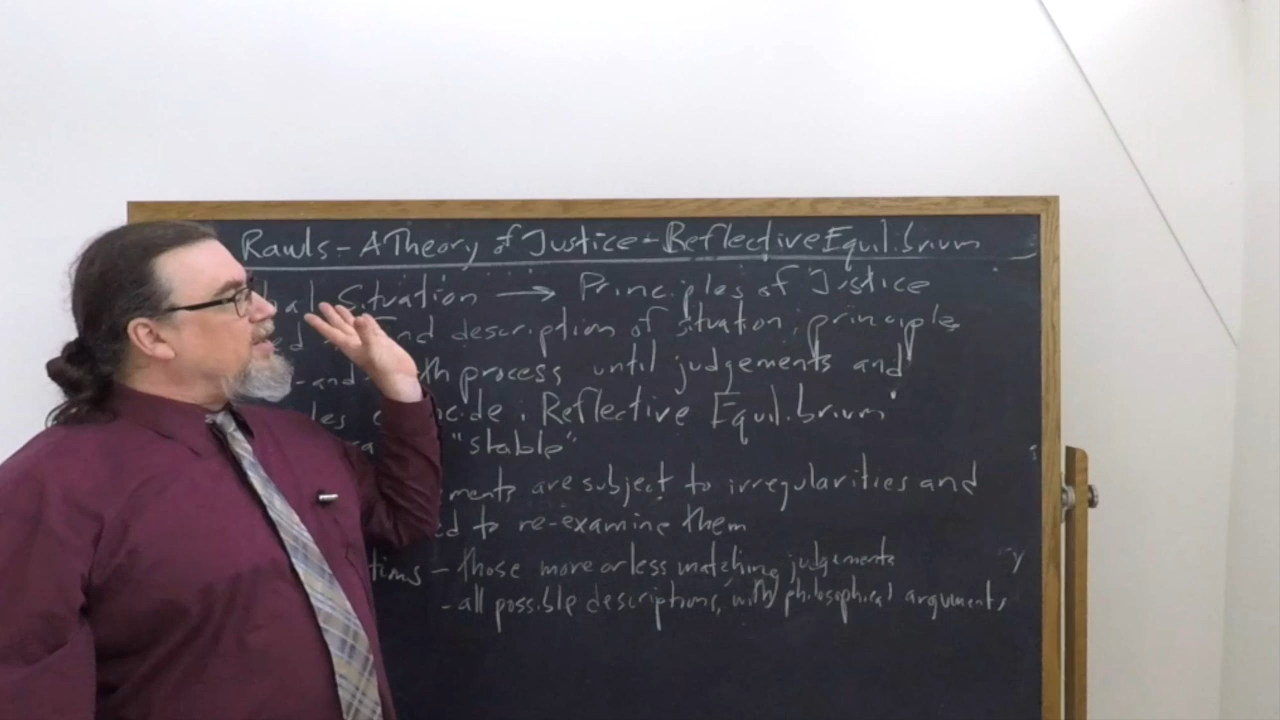 Rawls - A Theory of Justice - Reflective Equilibrium
Situation → Principles of Justice
description of situation, principles
-and- process until judgements and
Reflective Equilibrium
"stable"
are subject to irregularities and
to re-examine them
- those more or less matching judgements
- all possible descriptions, with philosophical arguments